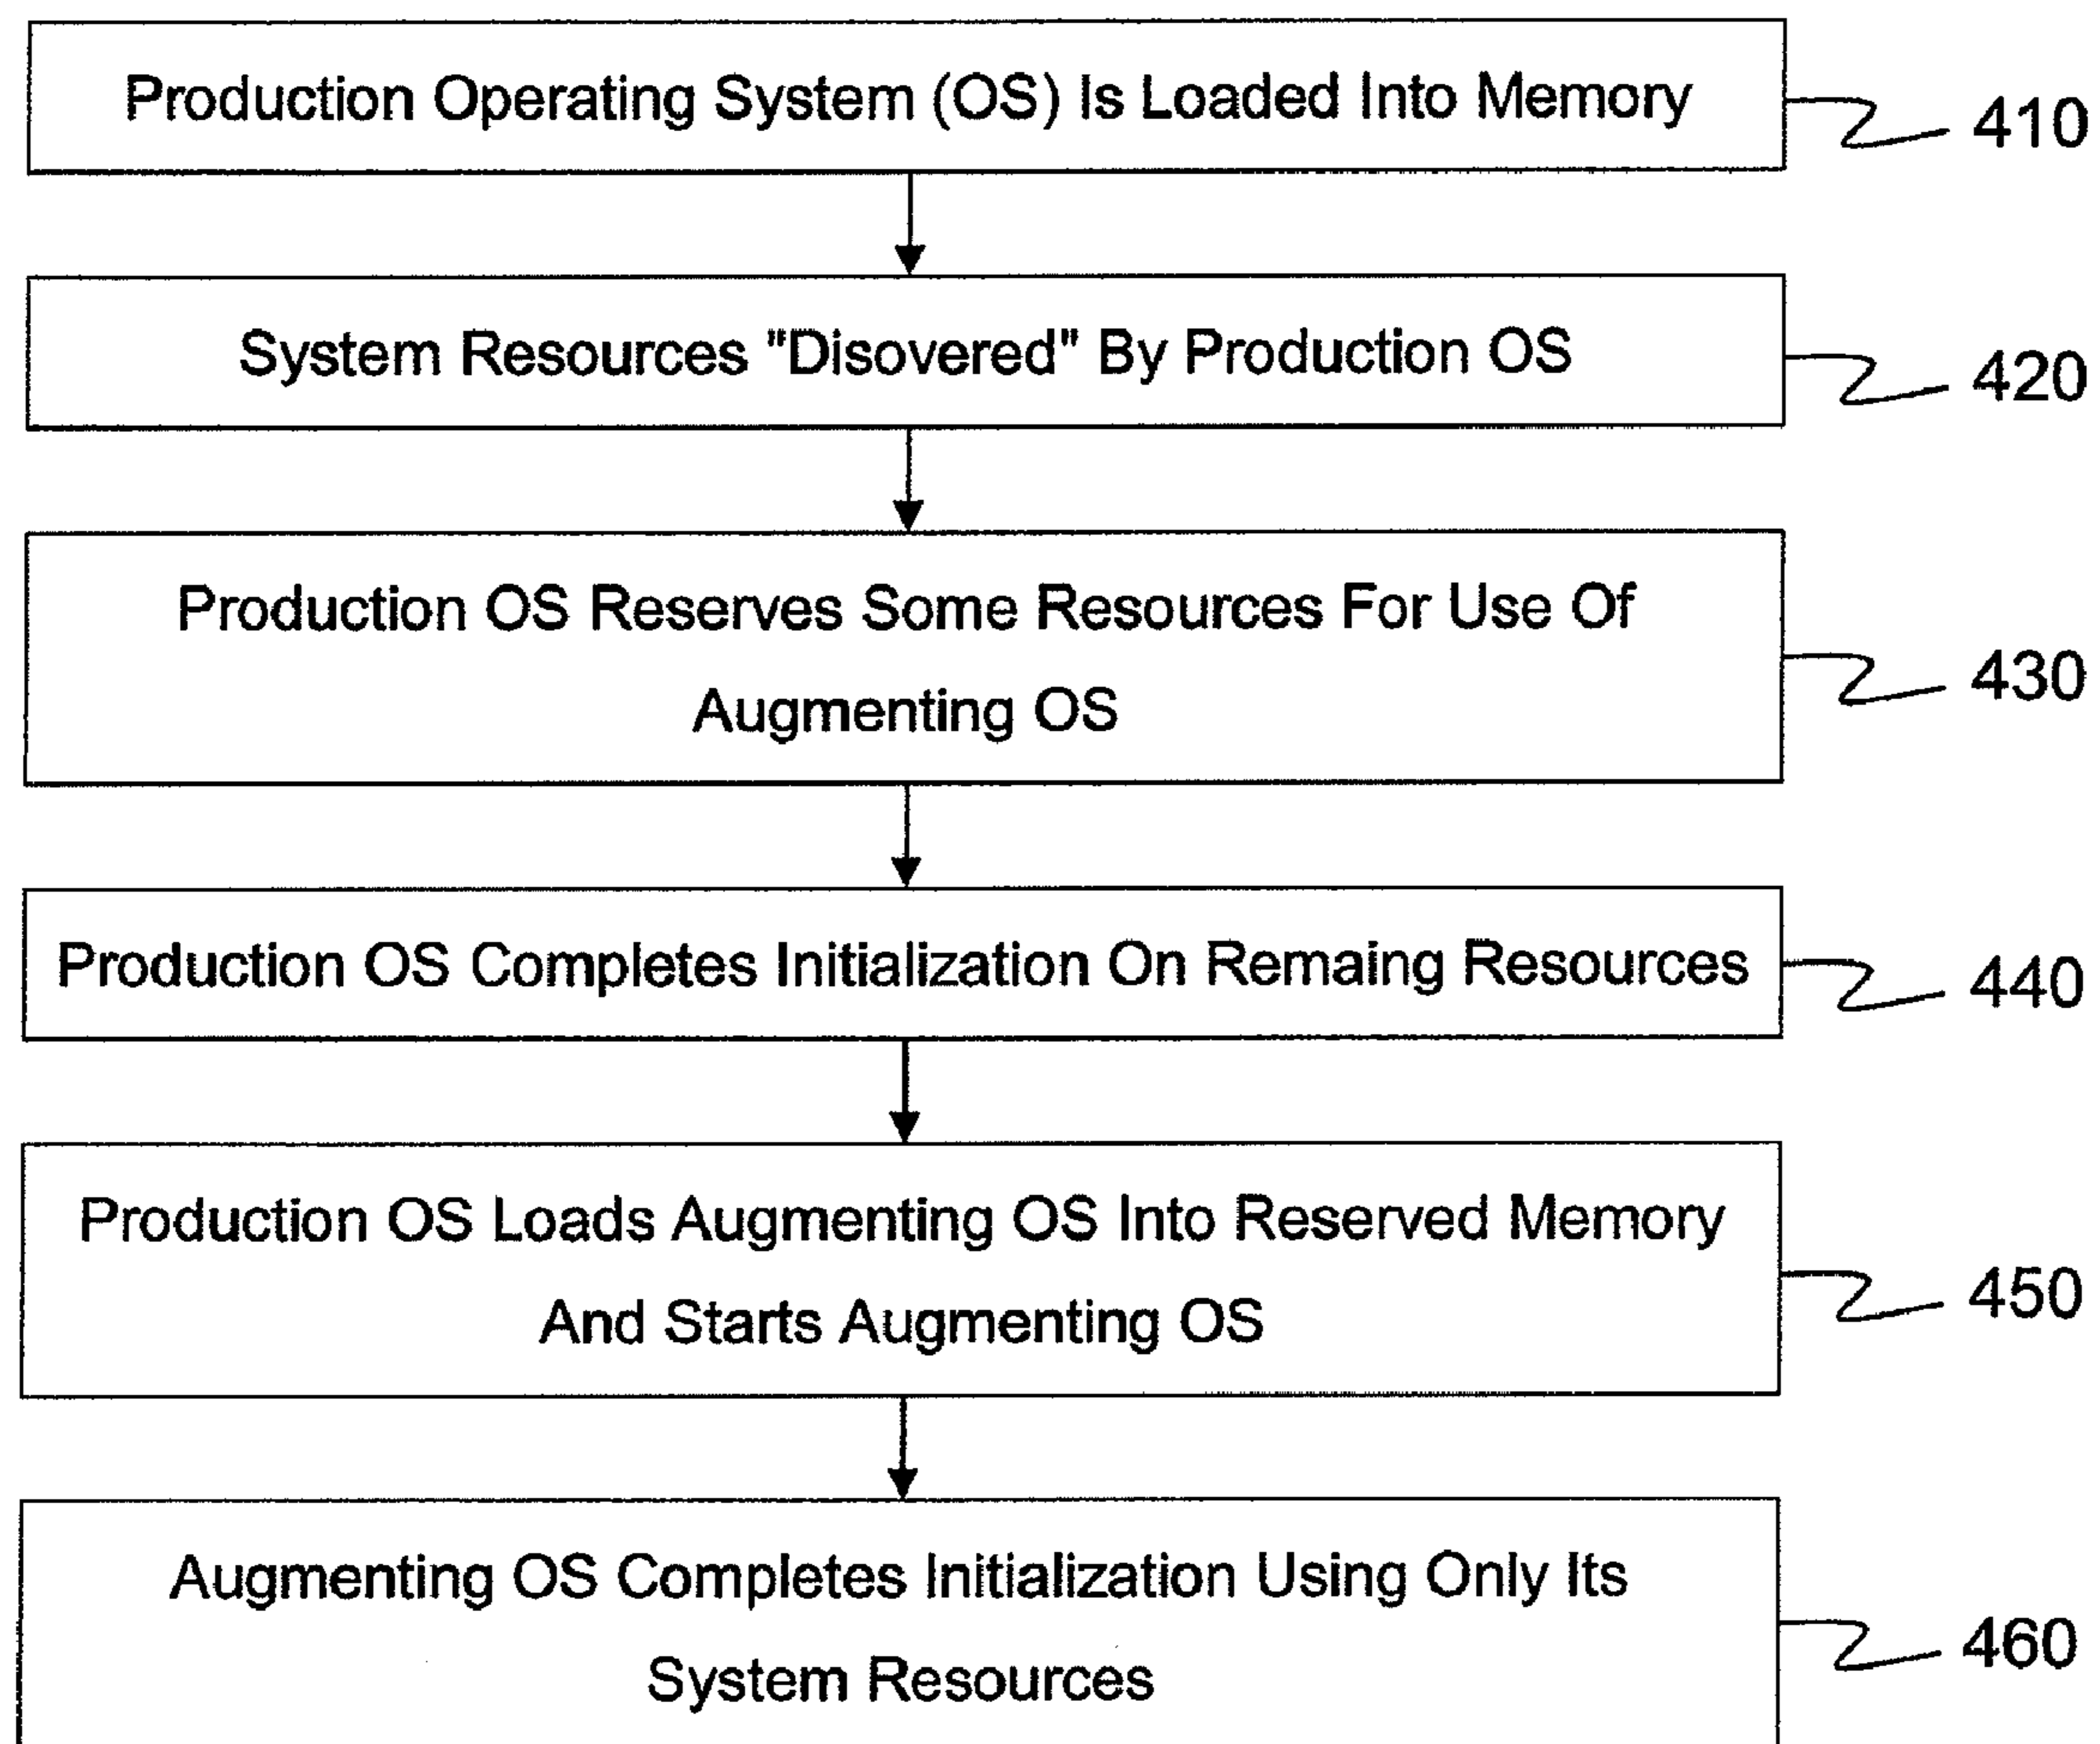 Production Operating System (OS) Is Loaded Into Memory
410
System Resources "Disovered" By Production OS
420
Production OS Reserves Some Resources For Use Of
Augmenting OS
430
Production OS Completes Initialization On Remaing Resources
440
Production OS Loads Augmenting OS Into Reserved Memory
And Starts Augmenting OS
450
Augmenting OS Completes Initialization Using Only Its
System Resources
460